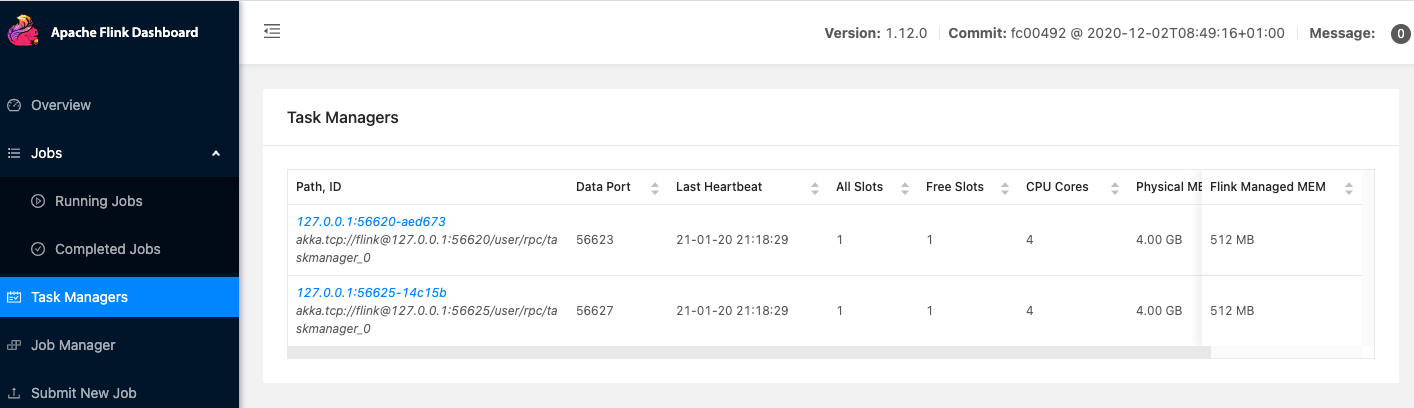 Apache Flink Dashboard
Version: 1.12.0 Commit: fc00492 @ 2020-12-02T08:49:16+01:00 Message: 0
Overview
Jobs
Running Jobs
Completed Jobs
Task Managers
Job Manager
Submit New Job
Task Managers
Path, ID Data Port Last Heartbeat All Slots Free Slots CPU Cores Physical ME Flink Managed MEM
127.0.0.1:56620-aed673
akka.tcp://flink@127.0.0.1:56620/user/rpc/ta 56623 21-01-20 21:18:29 1 1 4 4.00 GB 512 MB
skmanager_0
127.0.0.1:56625-14c15b
akka.tcp://flink@127.0.0.1:56625/user/rpc/ta 56627 21-01-20 21:18:29 1 1 4 4.00 GB 512 MB
skmanager_0